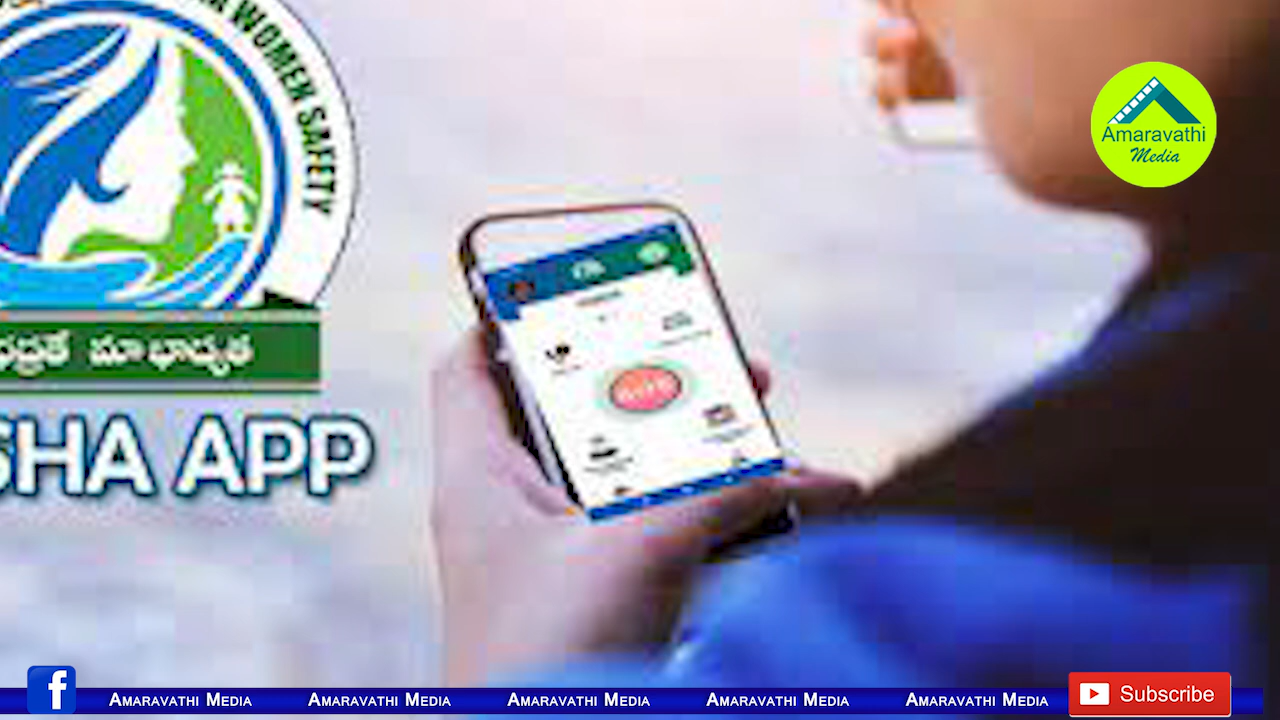 WOMEN SAFETY
మా భాద్యత
SHA APP
Amaravathi
Media
AMARAVATHI MEDIA AMARAVATHI MEDIA AMARAVATHI MEDIA AMARAVATHI MEDIA AMARAVATHI MEDIA
Subscribe